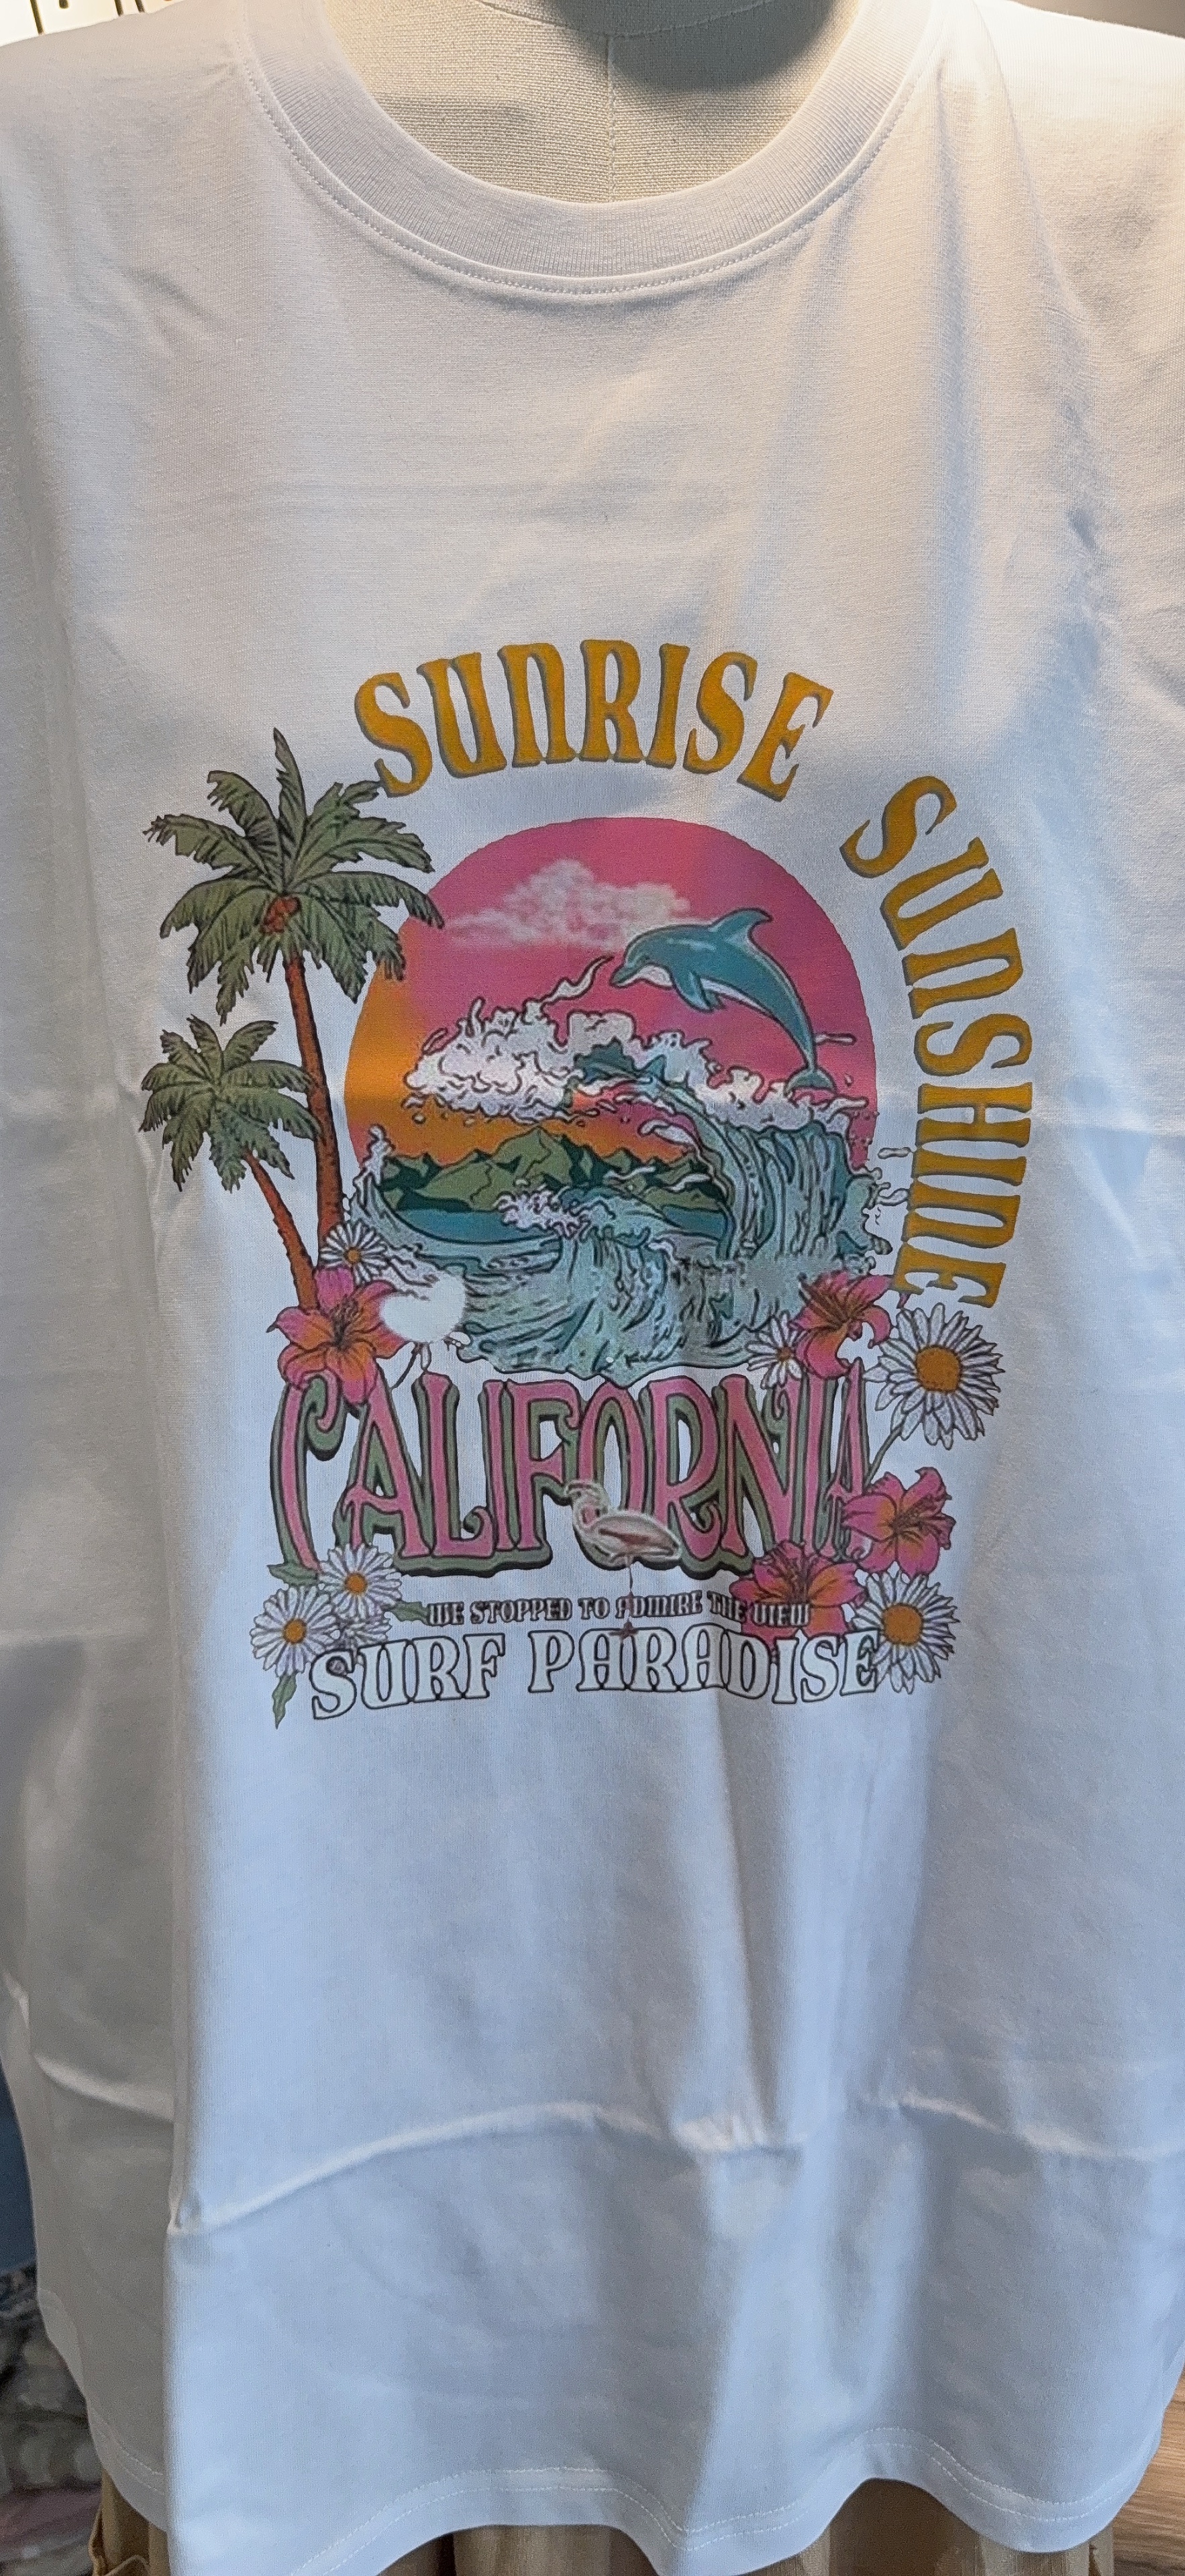 SUNRISE
SUNSHINE
CALIFORNIA
WE STOPPED TO ADMIRE THE VIEW
SURF PARADISE